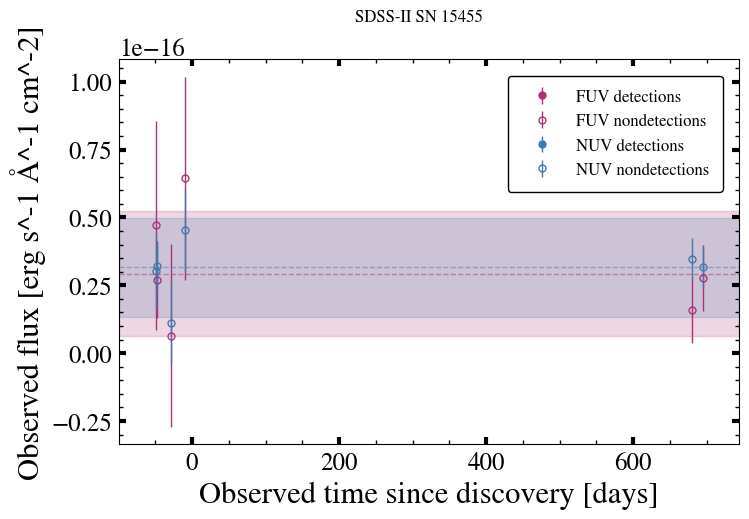 SDSS-II SN 15455
1e−16
1.00
0.75
0.50
0.25
0.00
−0.25
Observed flux [erg s^-1 Å^-1 cm^-2]
FUV detections
FUV nondetections
NUV detections
NUV nondetections
0 200 400 600
Observed time since discovery [days]